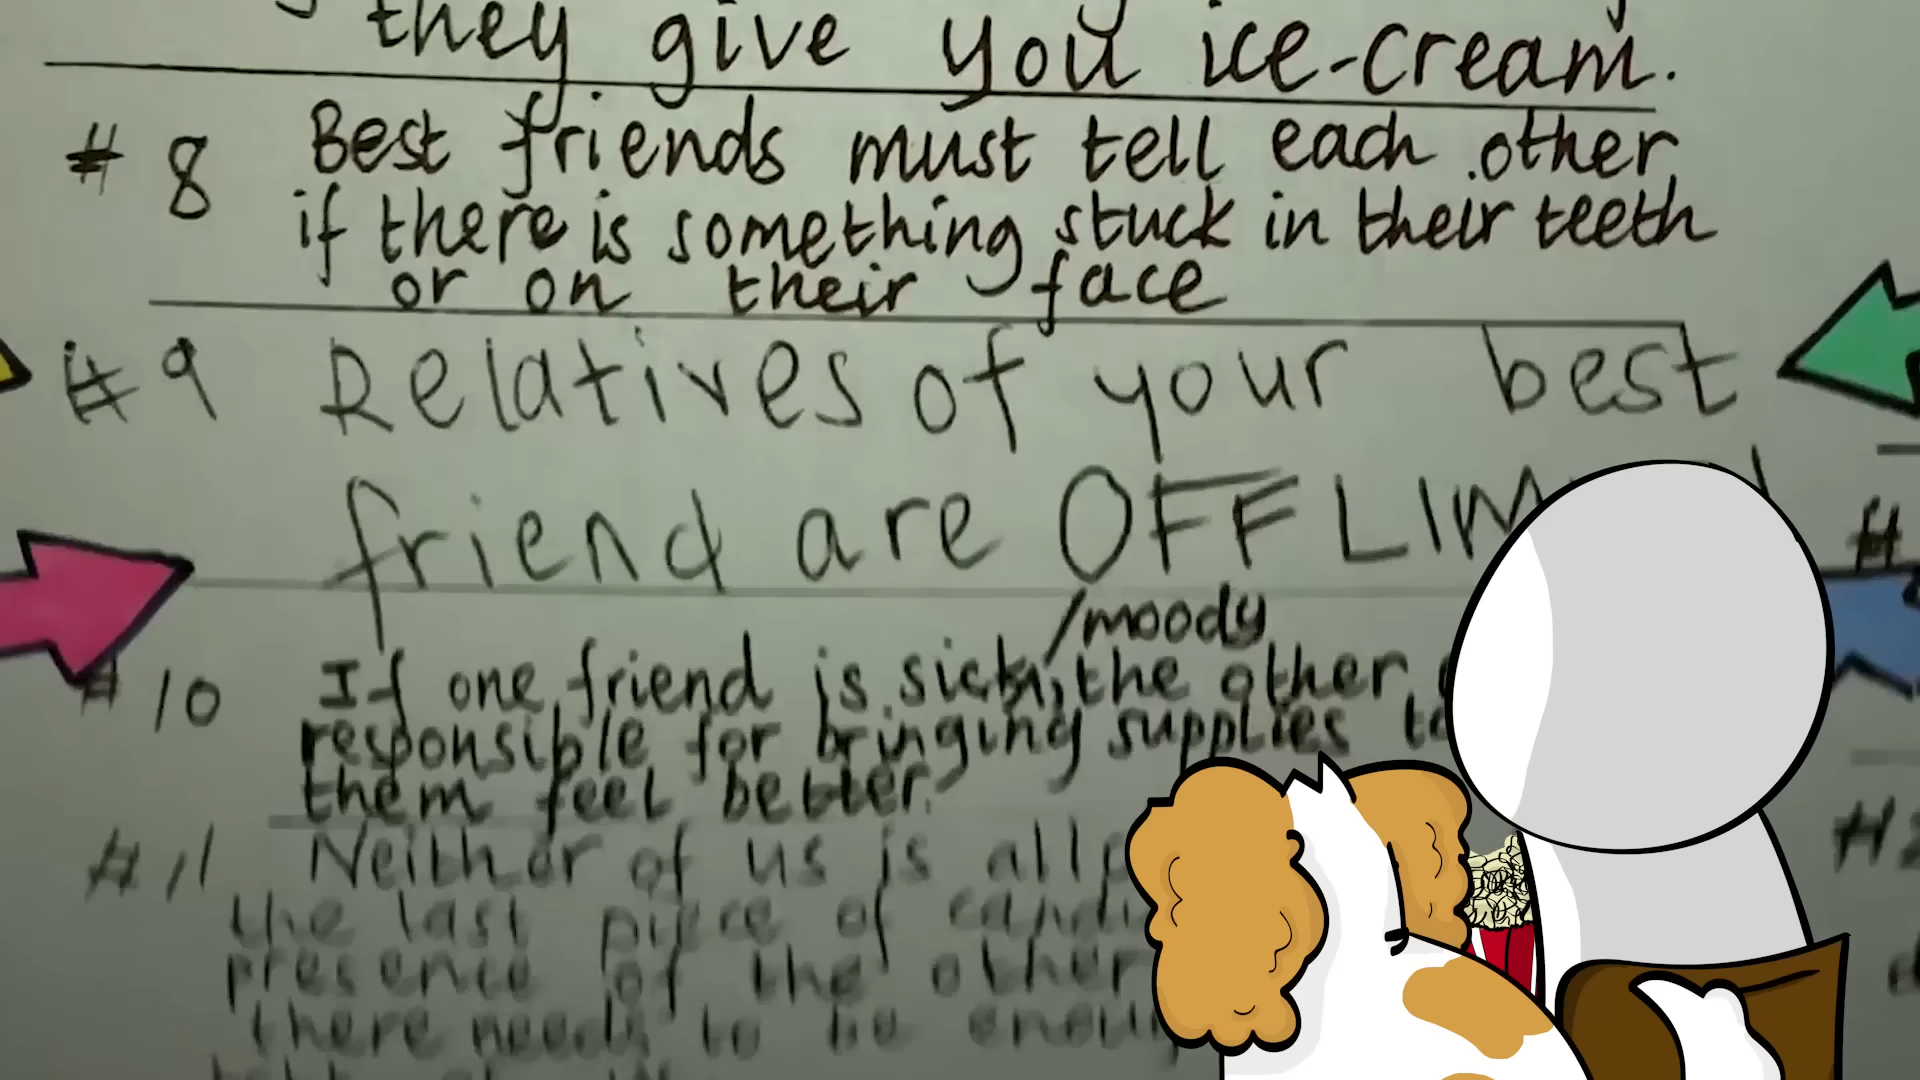 they give you ice-cream.
# 8 Best friends must tell each other
if there is something stuck in their teeth
or on their face
#9 Relatives of your best
friend are OFF
/moody
#10 If one friend is sick, the other
responsible for bringing supplies
them feel better.
#11 Neither of us is
the last piece of
presence of the other
there needs to be
#